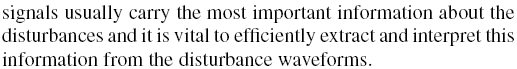 signals usually carry the most important information about the
disturbances and it is vital to efficiently extract and interpret this
information from the disturbance waveforms.